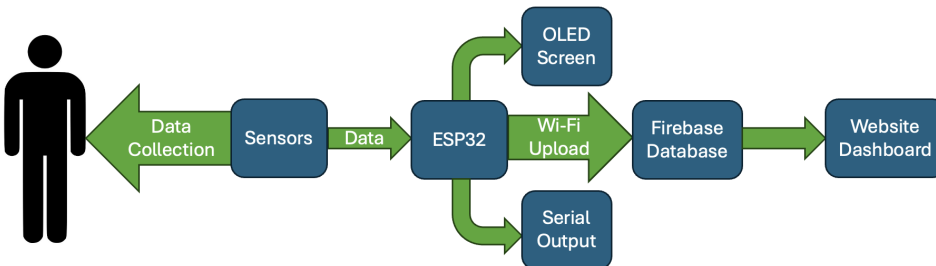 OLED
Screen
Data
Collection
Sensors
Data
ESP32
Wi-Fi
Upload
Firebase
Database
Website
Dashboard
Serial
Output